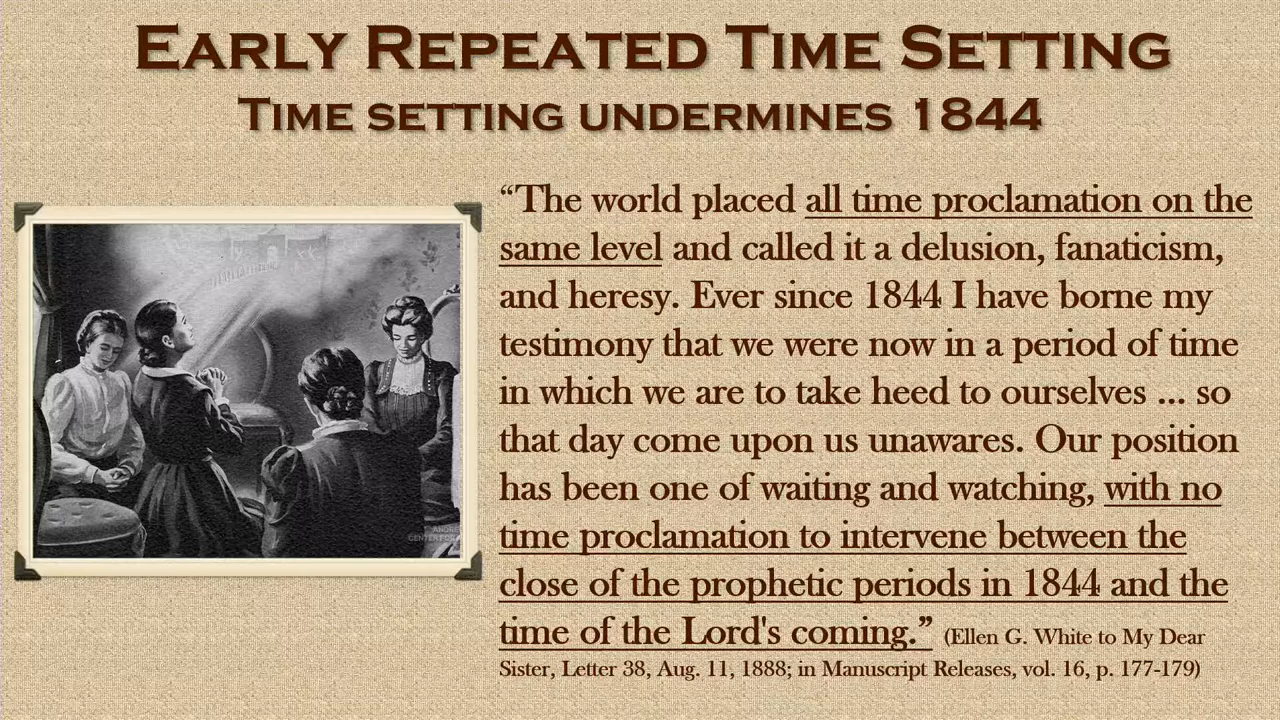 EARLY REPEATED TIME SETTING
TIME SETTING UNDERMINES 1844
“The world placed all time proclamation on the
same level and called it a delusion, fanaticism,
and heresy. Ever since 1844 I have borne my
testimony that we were now in a period of time
in which we are to take heed to ourselves ... so
that day come upon us unawares. Our position
has been one of waiting and watching, with no
time proclamation to intervene between the
close of the prophetic periods in 1844 and the
time of the Lord's coming.” (Ellen G. White to My Dear
Sister, Letter 38, Aug. 11, 1888; in Manuscript Releases, vol. 16, p. 177-179)